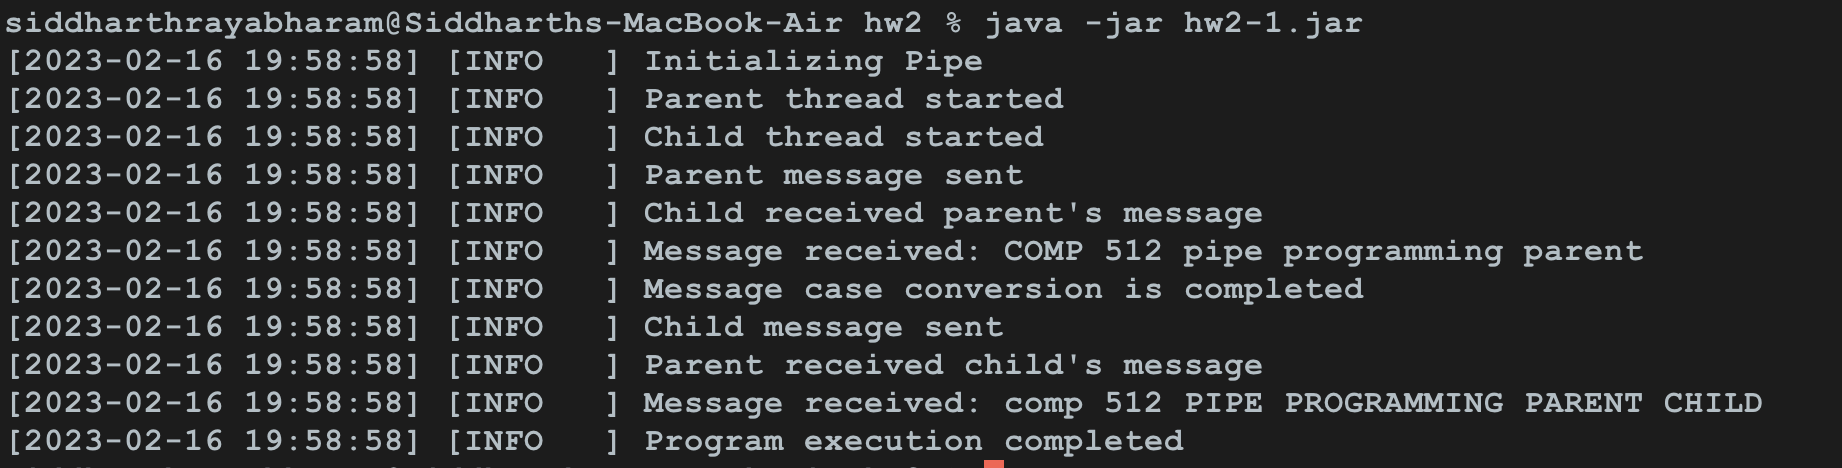 siddharthrayabharam@Siddharths-MacBook-Air hw2 % java -jar hw2-1.jar
[2023-02-16 19:58:58] [INFO   ] Initializing Pipe
[2023-02-16 19:58:58] [INFO   ] Parent thread started
[2023-02-16 19:58:58] [INFO   ] Child thread started
[2023-02-16 19:58:58] [INFO   ] Parent message sent
[2023-02-16 19:58:58] [INFO   ] Child received parent's message
[2023-02-16 19:58:58] [INFO   ] Message received: COMP 512 pipe programming parent
[2023-02-16 19:58:58] [INFO   ] Message case conversion is completed
[2023-02-16 19:58:58] [INFO   ] Child message sent
[2023-02-16 19:58:58] [INFO   ] Parent received child's message
[2023-02-16 19:58:58] [INFO   ] Message received: comp 512 PIPE PROGRAMMING PARENT CHILD
[2023-02-16 19:58:58] [INFO   ] Program execution completed